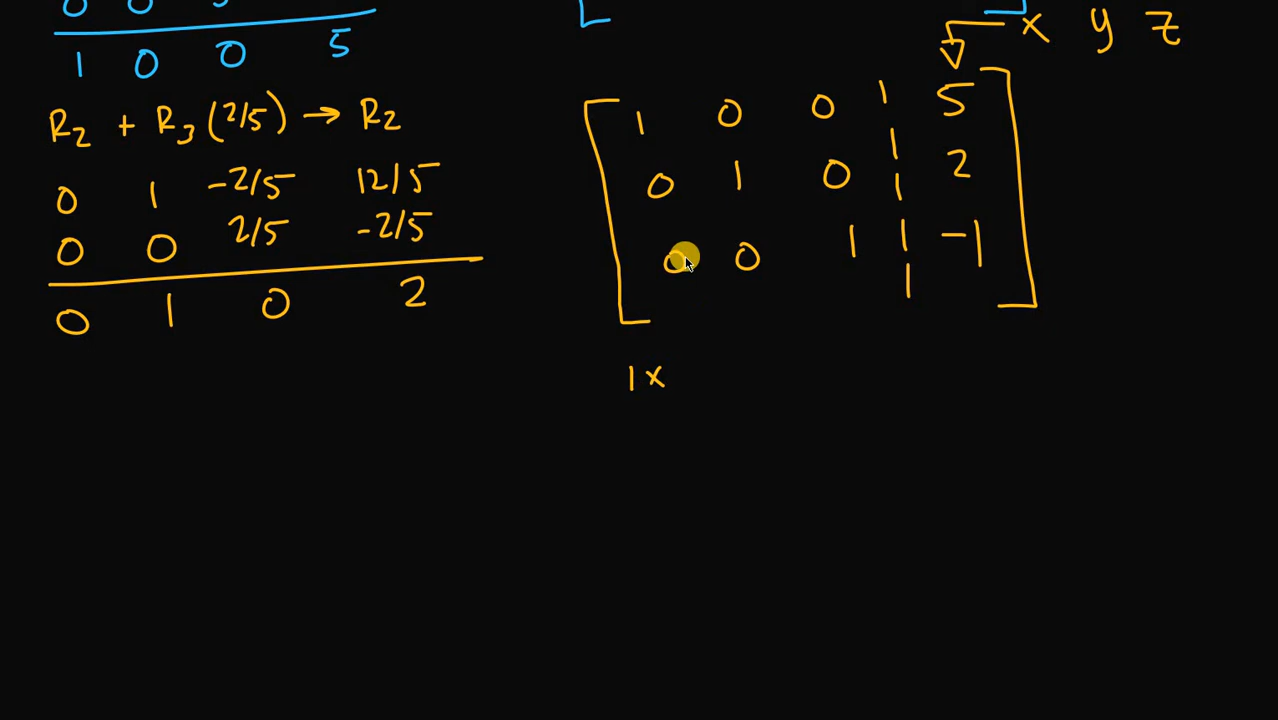 1 0 0 5
x y z
R2 + R3 (2/5) → R2
0 1 -2/5 12/5
0 0 2/5 -2/5
0 1 0 2
1 0 0 | 5
0 1 0 | 2
0 0 1 | -1
1x